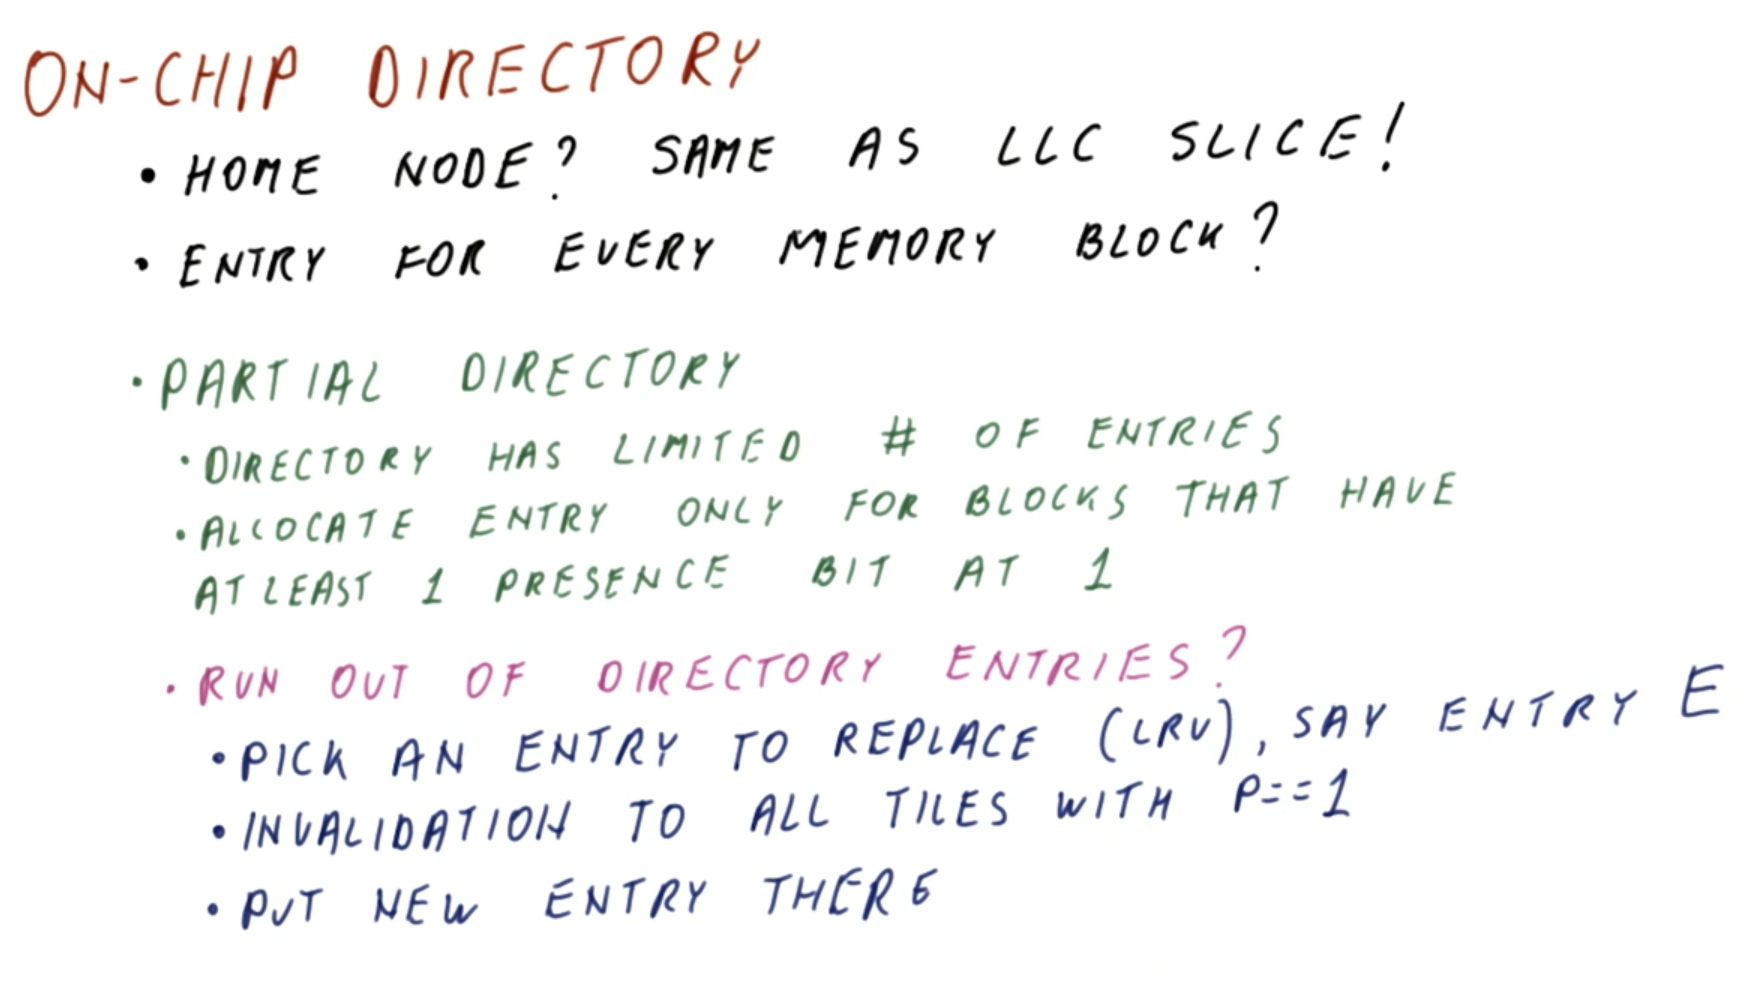 ON-CHIP DIRECTORY
• HOME NODE? SAME AS LLC SLICE!
• ENTRY FOR EVERY MEMORY BLOCK?
• PARTIAL DIRECTORY
• DIRECTORY HAS LIMITED # OF ENTRIES
• ALLOCATE ENTRY ONLY FOR BLOCKS THAT HAVE
AT LEAST 1 PRESENCE BIT AT 1
• RUN OUT OF DIRECTORY ENTRIES?
• PICK AN ENTRY TO REPLACE (LRU), SAY ENTRY E
• INVALIDATION TO ALL TILES WITH P==1
• PUT NEW ENTRY THERE